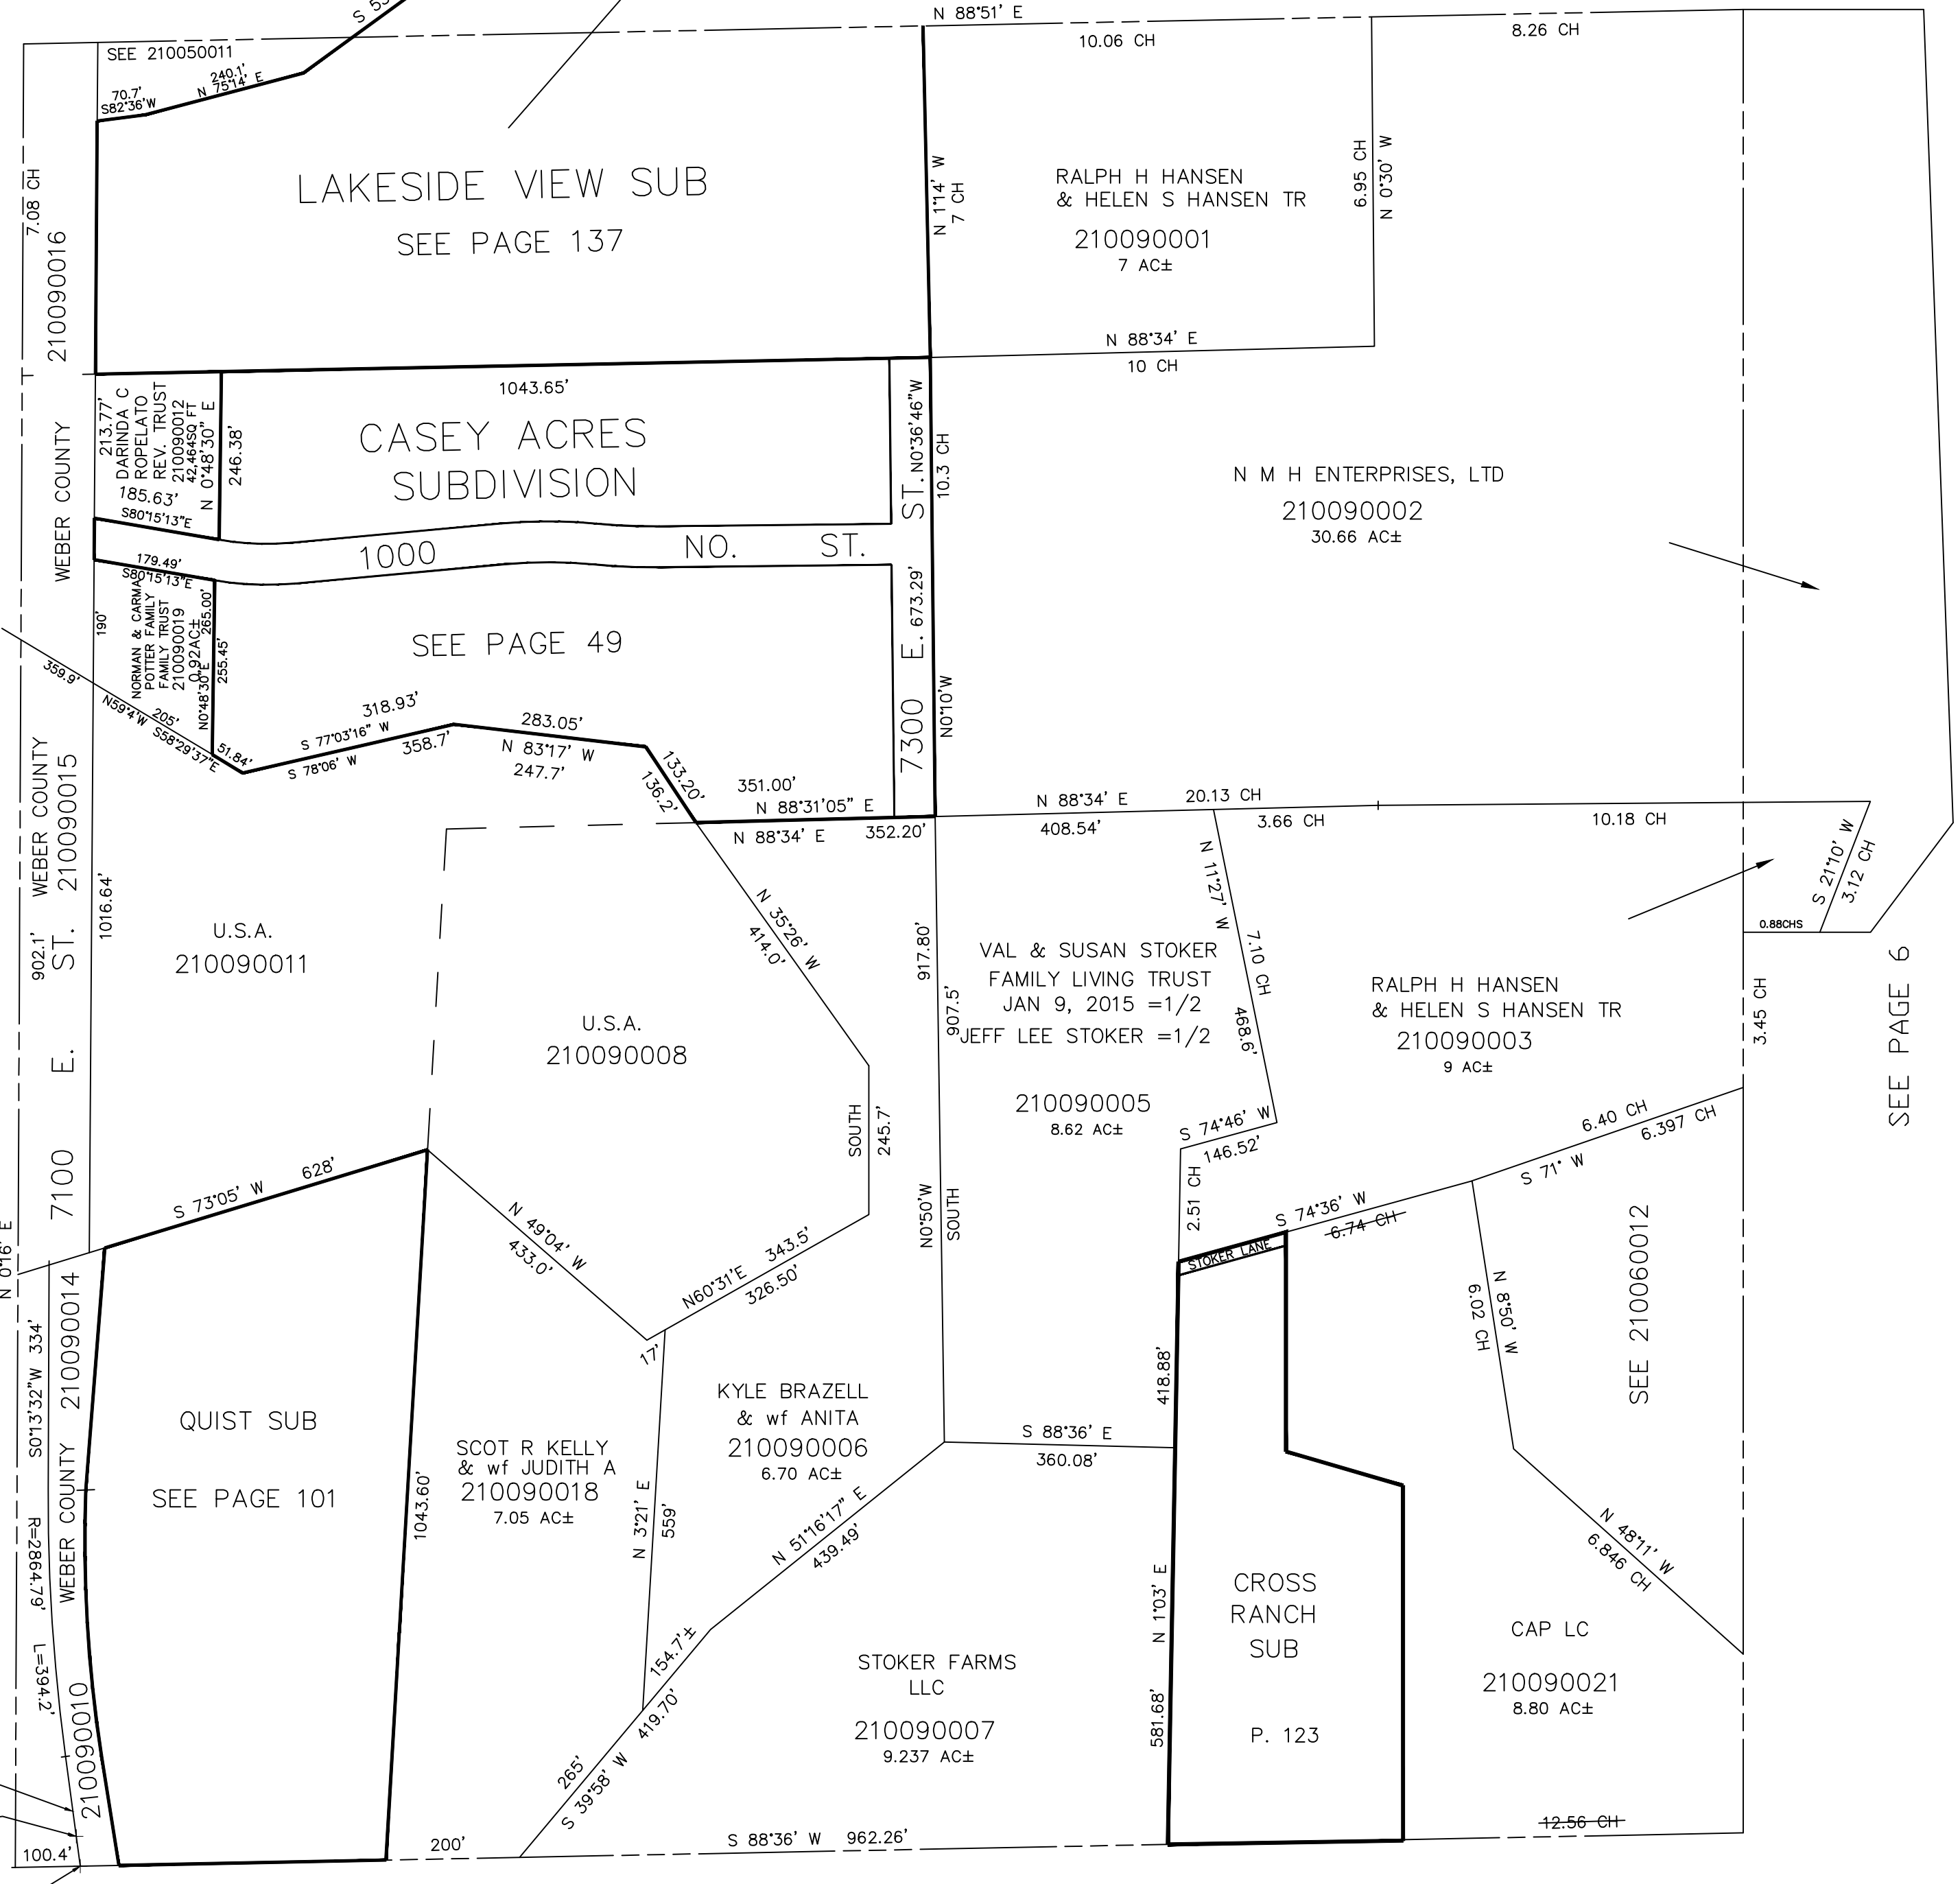 N 88°51' E
10.06 CH
8.26 CH
SEE 210050011
70.7'
S82°36'W
240.1'
N 75°14' E
7.08 CH
210090016
LAKESIDE VIEW SUB
SEE PAGE 137
N 1°14' W
7 CH
RALPH H HANSEN
& HELEN S HANSEN TR
210090001
7 AC±
6.95 CH
N 0°30' W
N 88°34' E
10 CH
WEBER COUNTY
213.77'
DARINDA C
ROPELATO
REV. TRUST
210090012
42,464SQ FT
N 0°48'30" E
246.38'
185.63'
S80°15'13"E
1043.65'
CASEY ACRES
SUBDIVISION
1000 NO. ST.
7300 E. ST.
N0°36'46"W
10.3 CH
673.29'
N0°10'W
N M H ENTERPRISES, LTD
210090002
30.66 AC±
179.49'
S80°15'13"E
190'
NORMAN & CARMA
POTTER FAMILY
FAMILY TRUST
210090019
0.92AC±
N0°48'30"E
265.00'
255.45'
SEE PAGE 49
359.9'
N59°4'W
205'
S58°29'37"E
51.84'
318.93'
S 77°03'16" W
S 78°06' W
358.7'
283.05'
N 83°17' W
247.7'
133.20'
136.2'
351.00'
N 88°31'05" E
N 88°34' E
352.20'
N 88°34' E
20.13 CH
408.54'
3.66 CH
10.18 CH
S 21°10' W
3.12 CH
0.88CHS
WEBER COUNTY
210090015
902.1'
1016.64'
7100 E. ST.
U.S.A.
210090011
U.S.A.
210090008
N 35°26' W
414.0'
SOUTH
245.7'
917.80'
907.5'
N0°50'W
SOUTH
VAL & SUSAN STOKER
FAMILY LIVING TRUST
JAN 9, 2015 =1/2
JEFF LEE STOKER =1/2
210090005
8.62 AC±
N 11°27' W
7.10 CH
468.6'
S 74°46' W
146.52'
2.51 CH
RALPH H HANSEN
& HELEN S HANSEN TR
210090003
9 AC±
3.45 CH
SEE PAGE 6
6.40 CH
6.397 CH
S 71° W
S 74°36' W
6.74 CH
STOKER LANE
S 73°05' W
628'
N 49°04' W
433.0'
N60°31'E
343.5'
326.50'
17'
N 0°16' E
334'
S0°1'3'23" W
R=2864.79'
L=394.2'
WEBER COUNTY
210090014
210090010
100.4'
QUIST SUB
SEE PAGE 101
1043.60'
SCOT R KELLY
& wf JUDITH A
210090018
7.05 AC±
N 3°21' E
559'
KYLE BRAZELL
& wf ANITA
210090006
6.70 AC±
S 88°36' E
360.08'
N 51°16'17" E
439.49'
154.7'±
419.70'
265'
S 39°58' W
200'
S 88°36' W 962.26'
STOKER FARMS
LLC
210090007
9.237 AC±
418.88'
N 1°03' E
581.68'
CROSS
RANCH
SUB
P. 123
N 8°50' W
6.02 CH
SEE 210060012
N 48°11' W
6.846 CH
CAP LC
210090021
8.80 AC±
12.56 CH